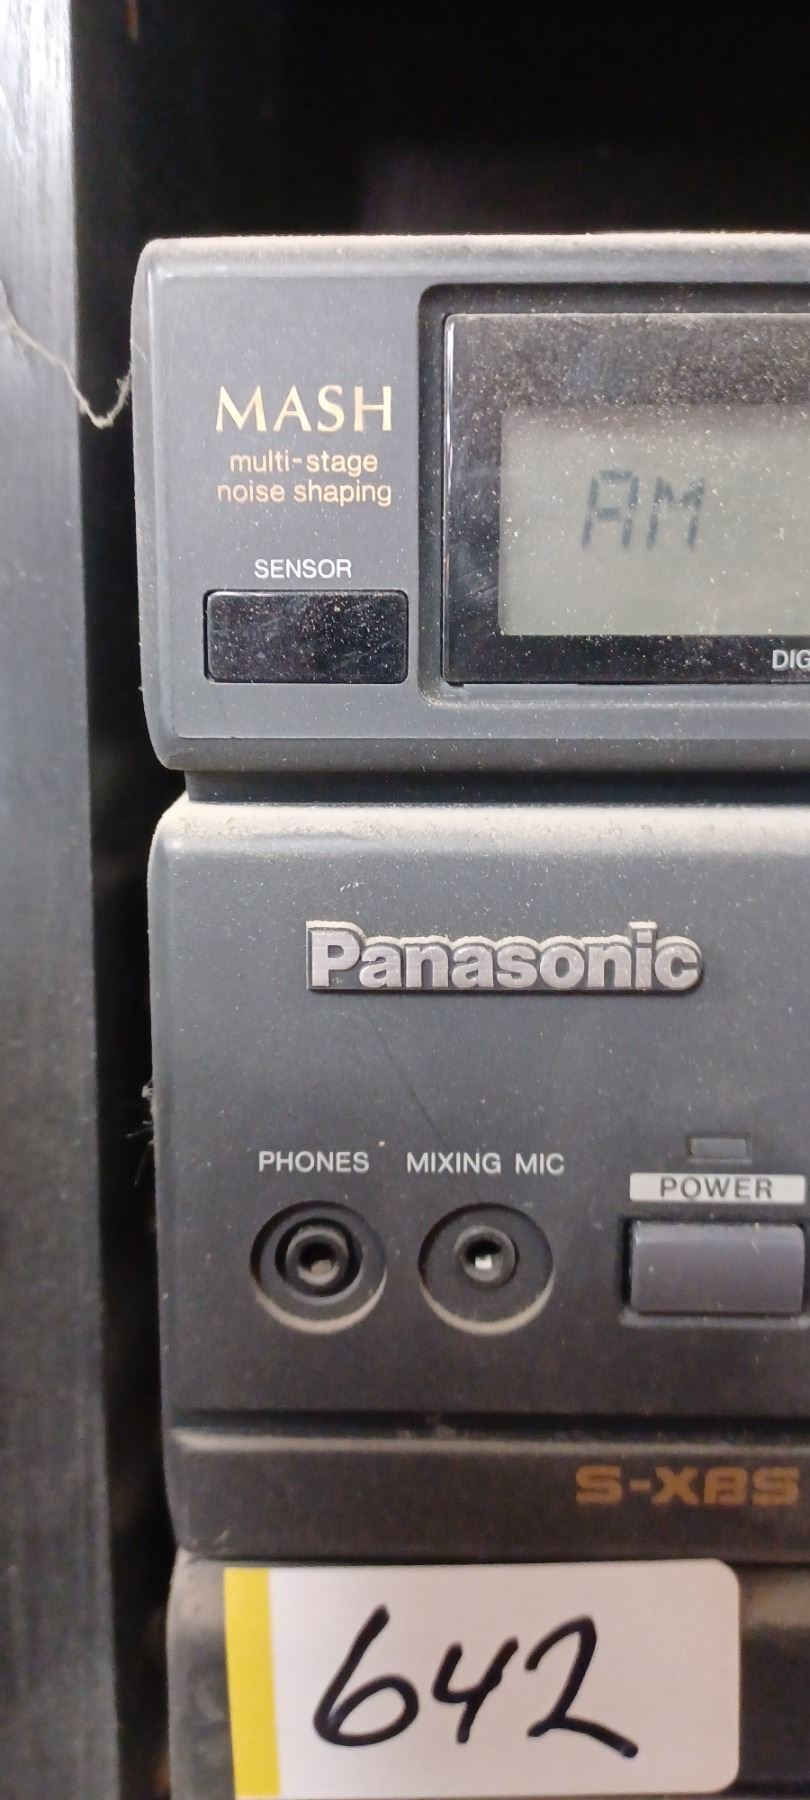 MASH
multi-stage
noise shaping
SENSOR
AM
DIG
Panasonic
PHONES
MIXING MIC
POWER
S-XBS
642